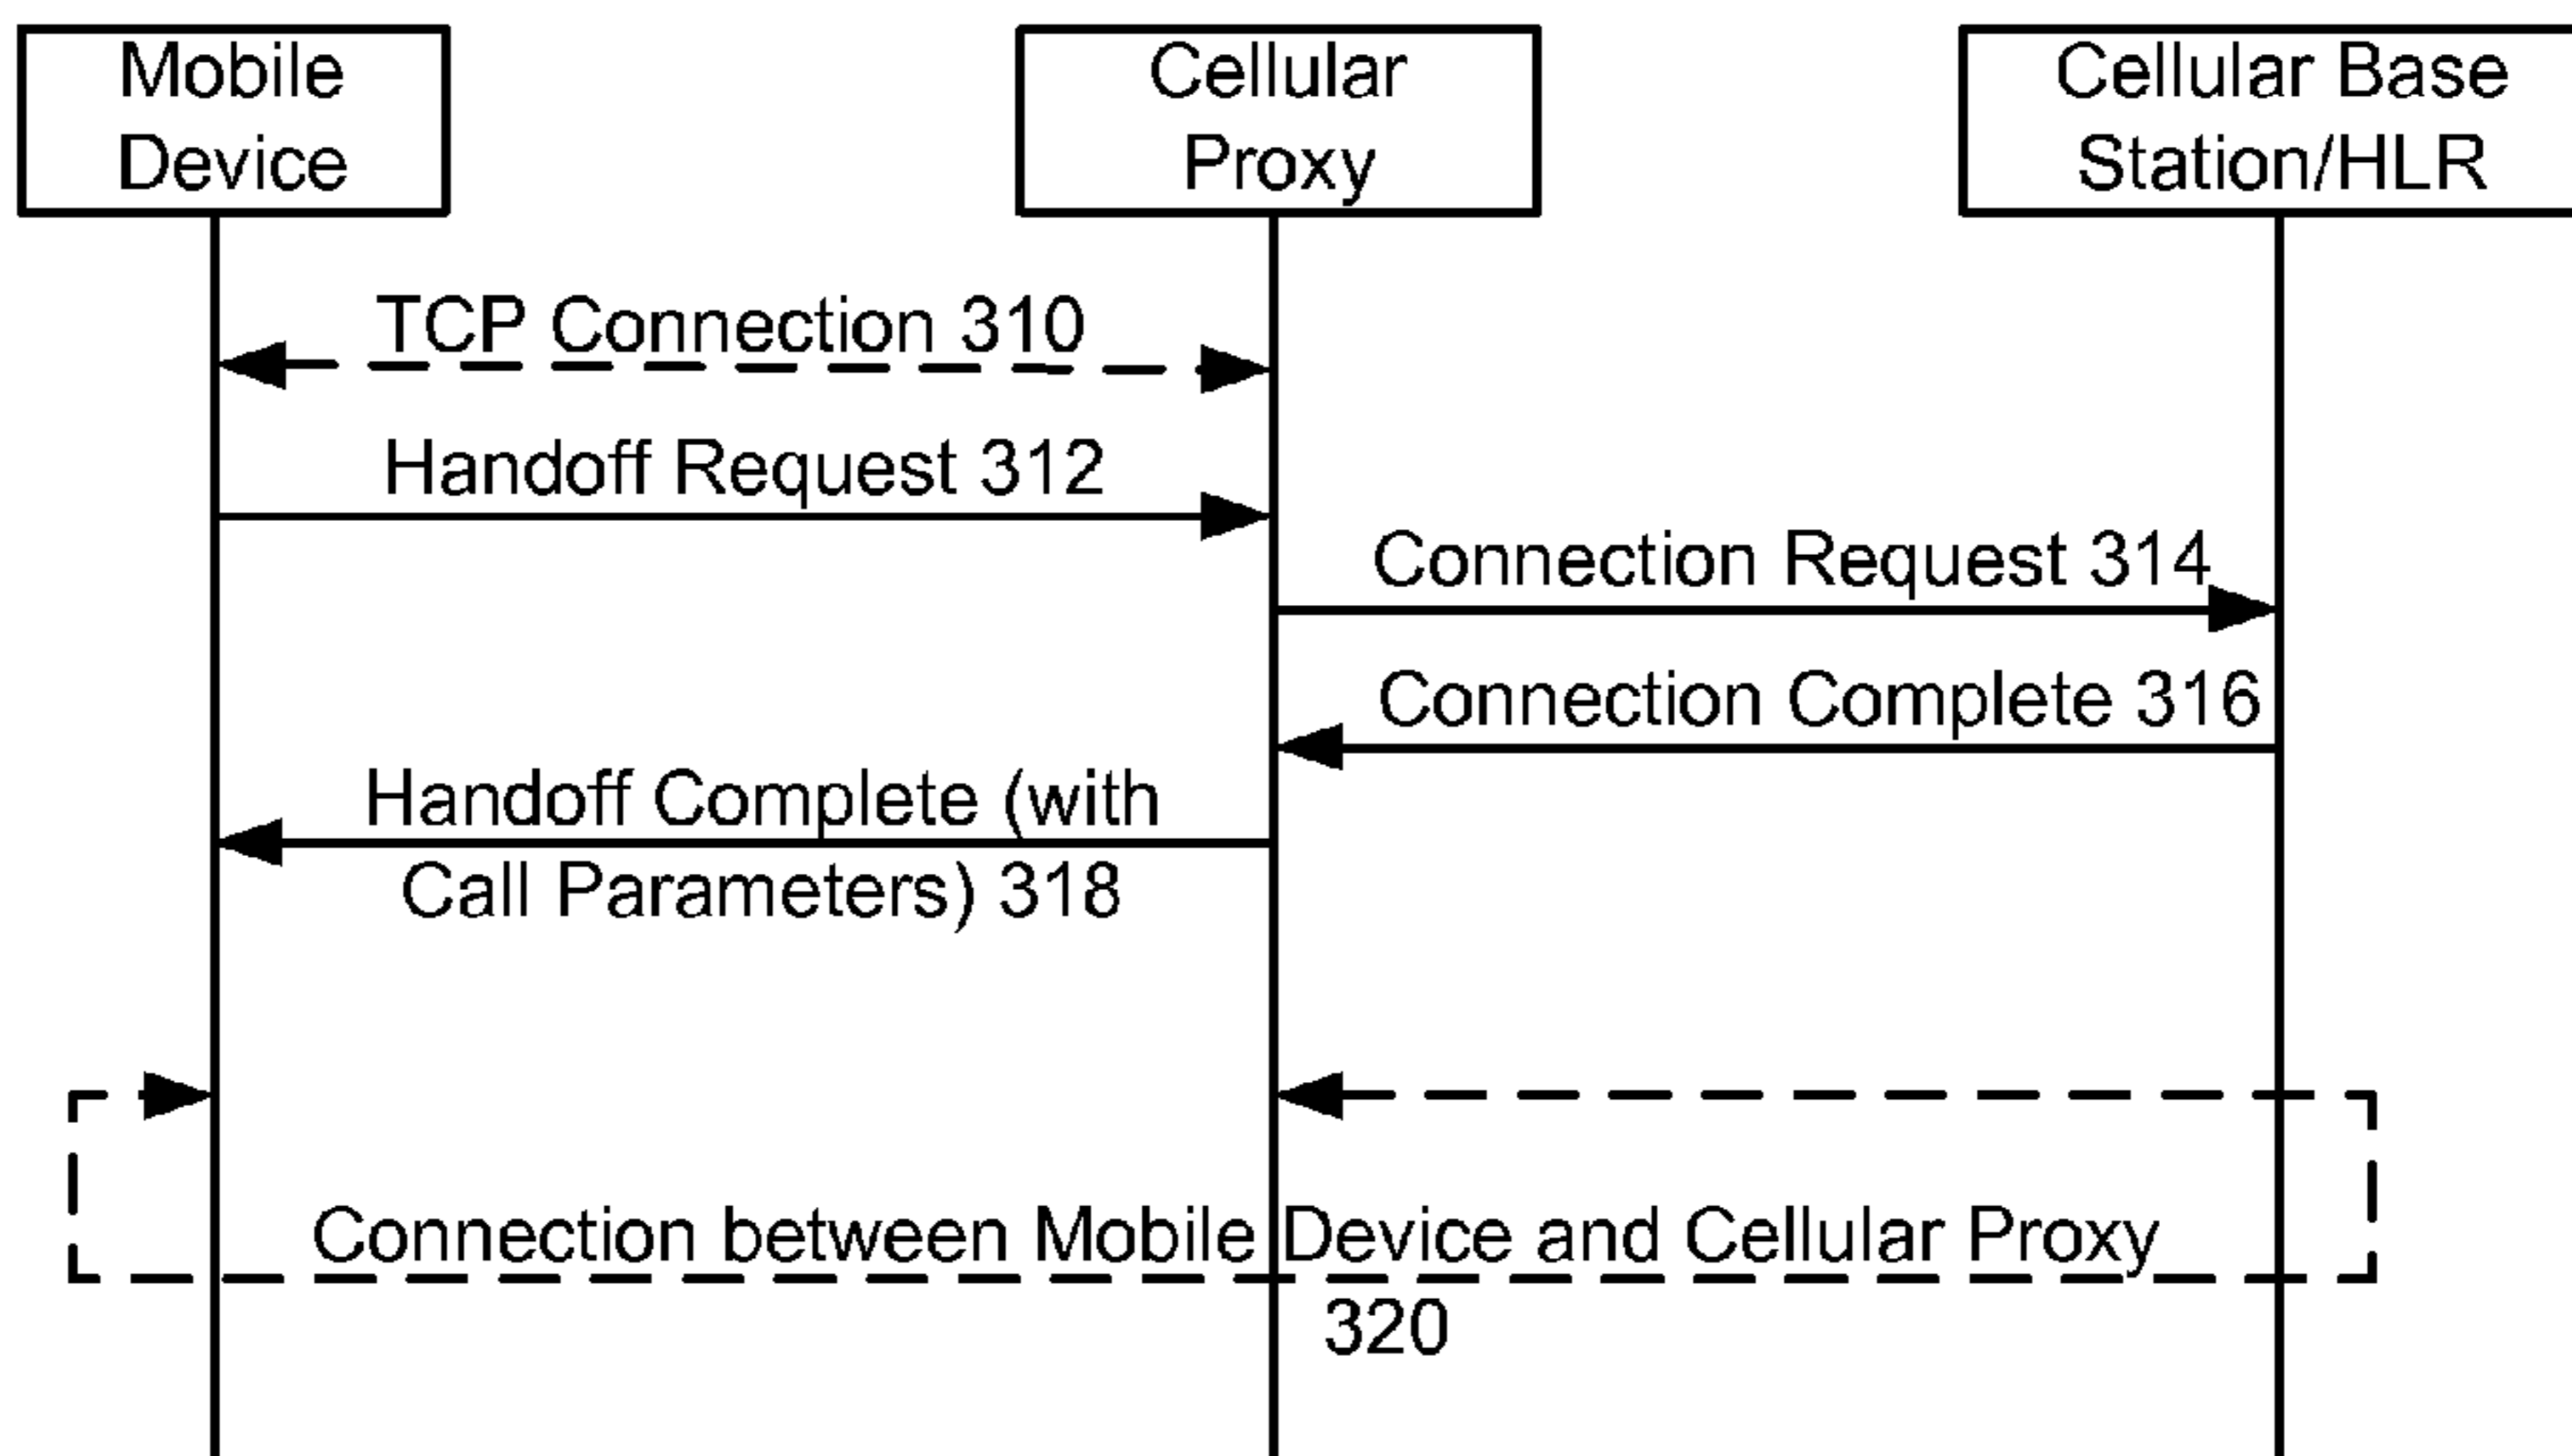 Mobile
Device
Cellular
Proxy
Cellular Base
Station/HLR
TCP Connection 310
Handoff Request 312
Connection Request 314
Connection Complete 316
Handoff Complete (with
Call Parameters) 318
Connection between Mobile Device and Cellular Proxy
320